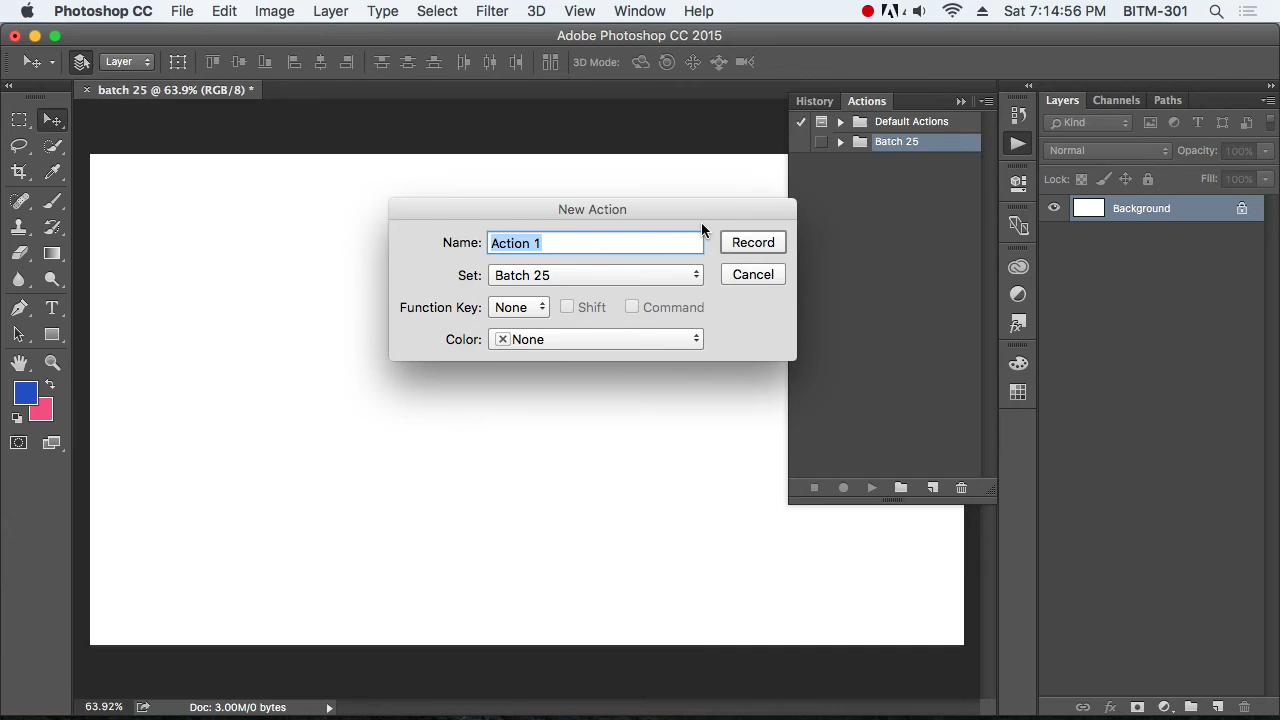 Photoshop CC File Edit Image Layer Type Select Filter 3D View Window Help Sat 7:14:56 PM BITM-301
Adobe Photoshop CC 2015
Layer 3D Mode:
× batch 25 @ 63.9% (RGB/8) *
History Actions
Layers Channels Paths
Default Actions
Kind
Batch 25
Normal Opacity: 100%
Lock: Fill: 100%
Background
New Action
Name: Action 1 Record
Set: Batch 25 Cancel
Function Key: None Shift Command
Color: None
63.92% Doc: 3.00M/0 bytes